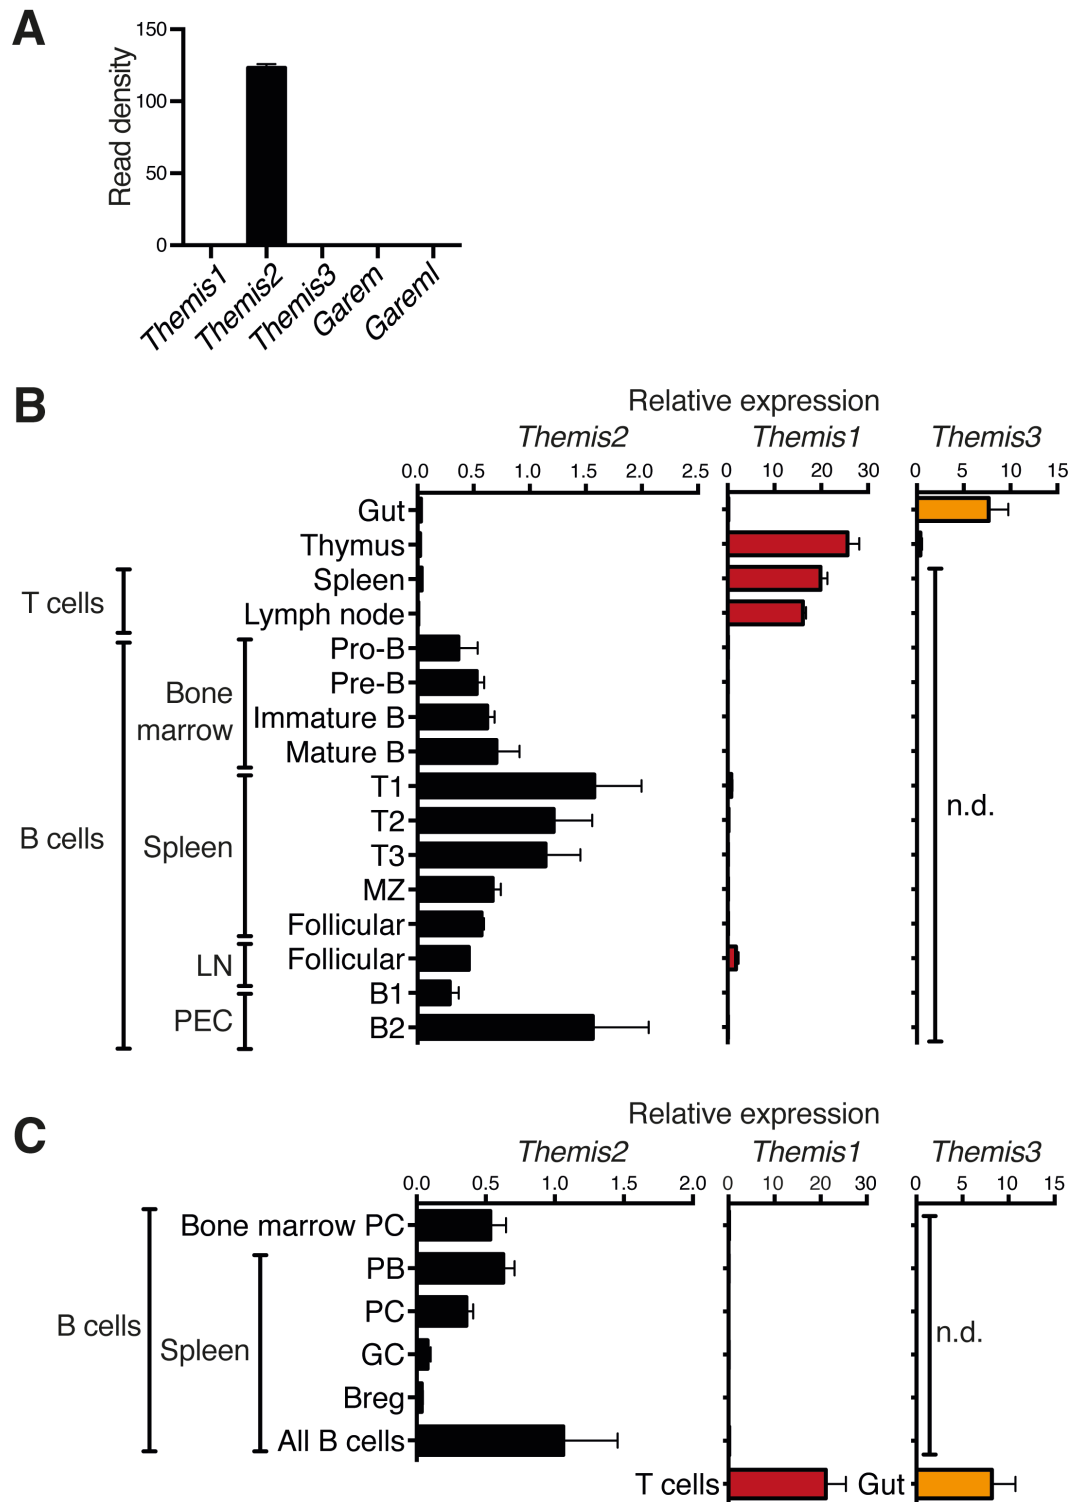 A
Read density
150
100
50
0
Themis1
Themis2
Themis3
Garem
Gareml
B
Relative expression
Themis2 Themis1 Themis3
0.0 0.5 1.0 1.5 2.0 2.5 0 10 20 30 0 5 10 15
Gut
Thymus
T cells
Spleen
Lymph node
B cells
Bone marrow
Pro-B
Pre-B
Immature B
Mature B
Spleen
T1
T2
T3
MZ
Follicular
LN
Follicular
PEC
B1
B2
n.d.
C
Relative expression
Themis2 Themis1 Themis3
0.0 0.5 1.0 1.5 2.0 0 10 20 30 0 5 10 15
B cells
Bone marrow PC
Spleen
PB
PC
GC
Breg
All B cells
n.d.
T cells
Gut